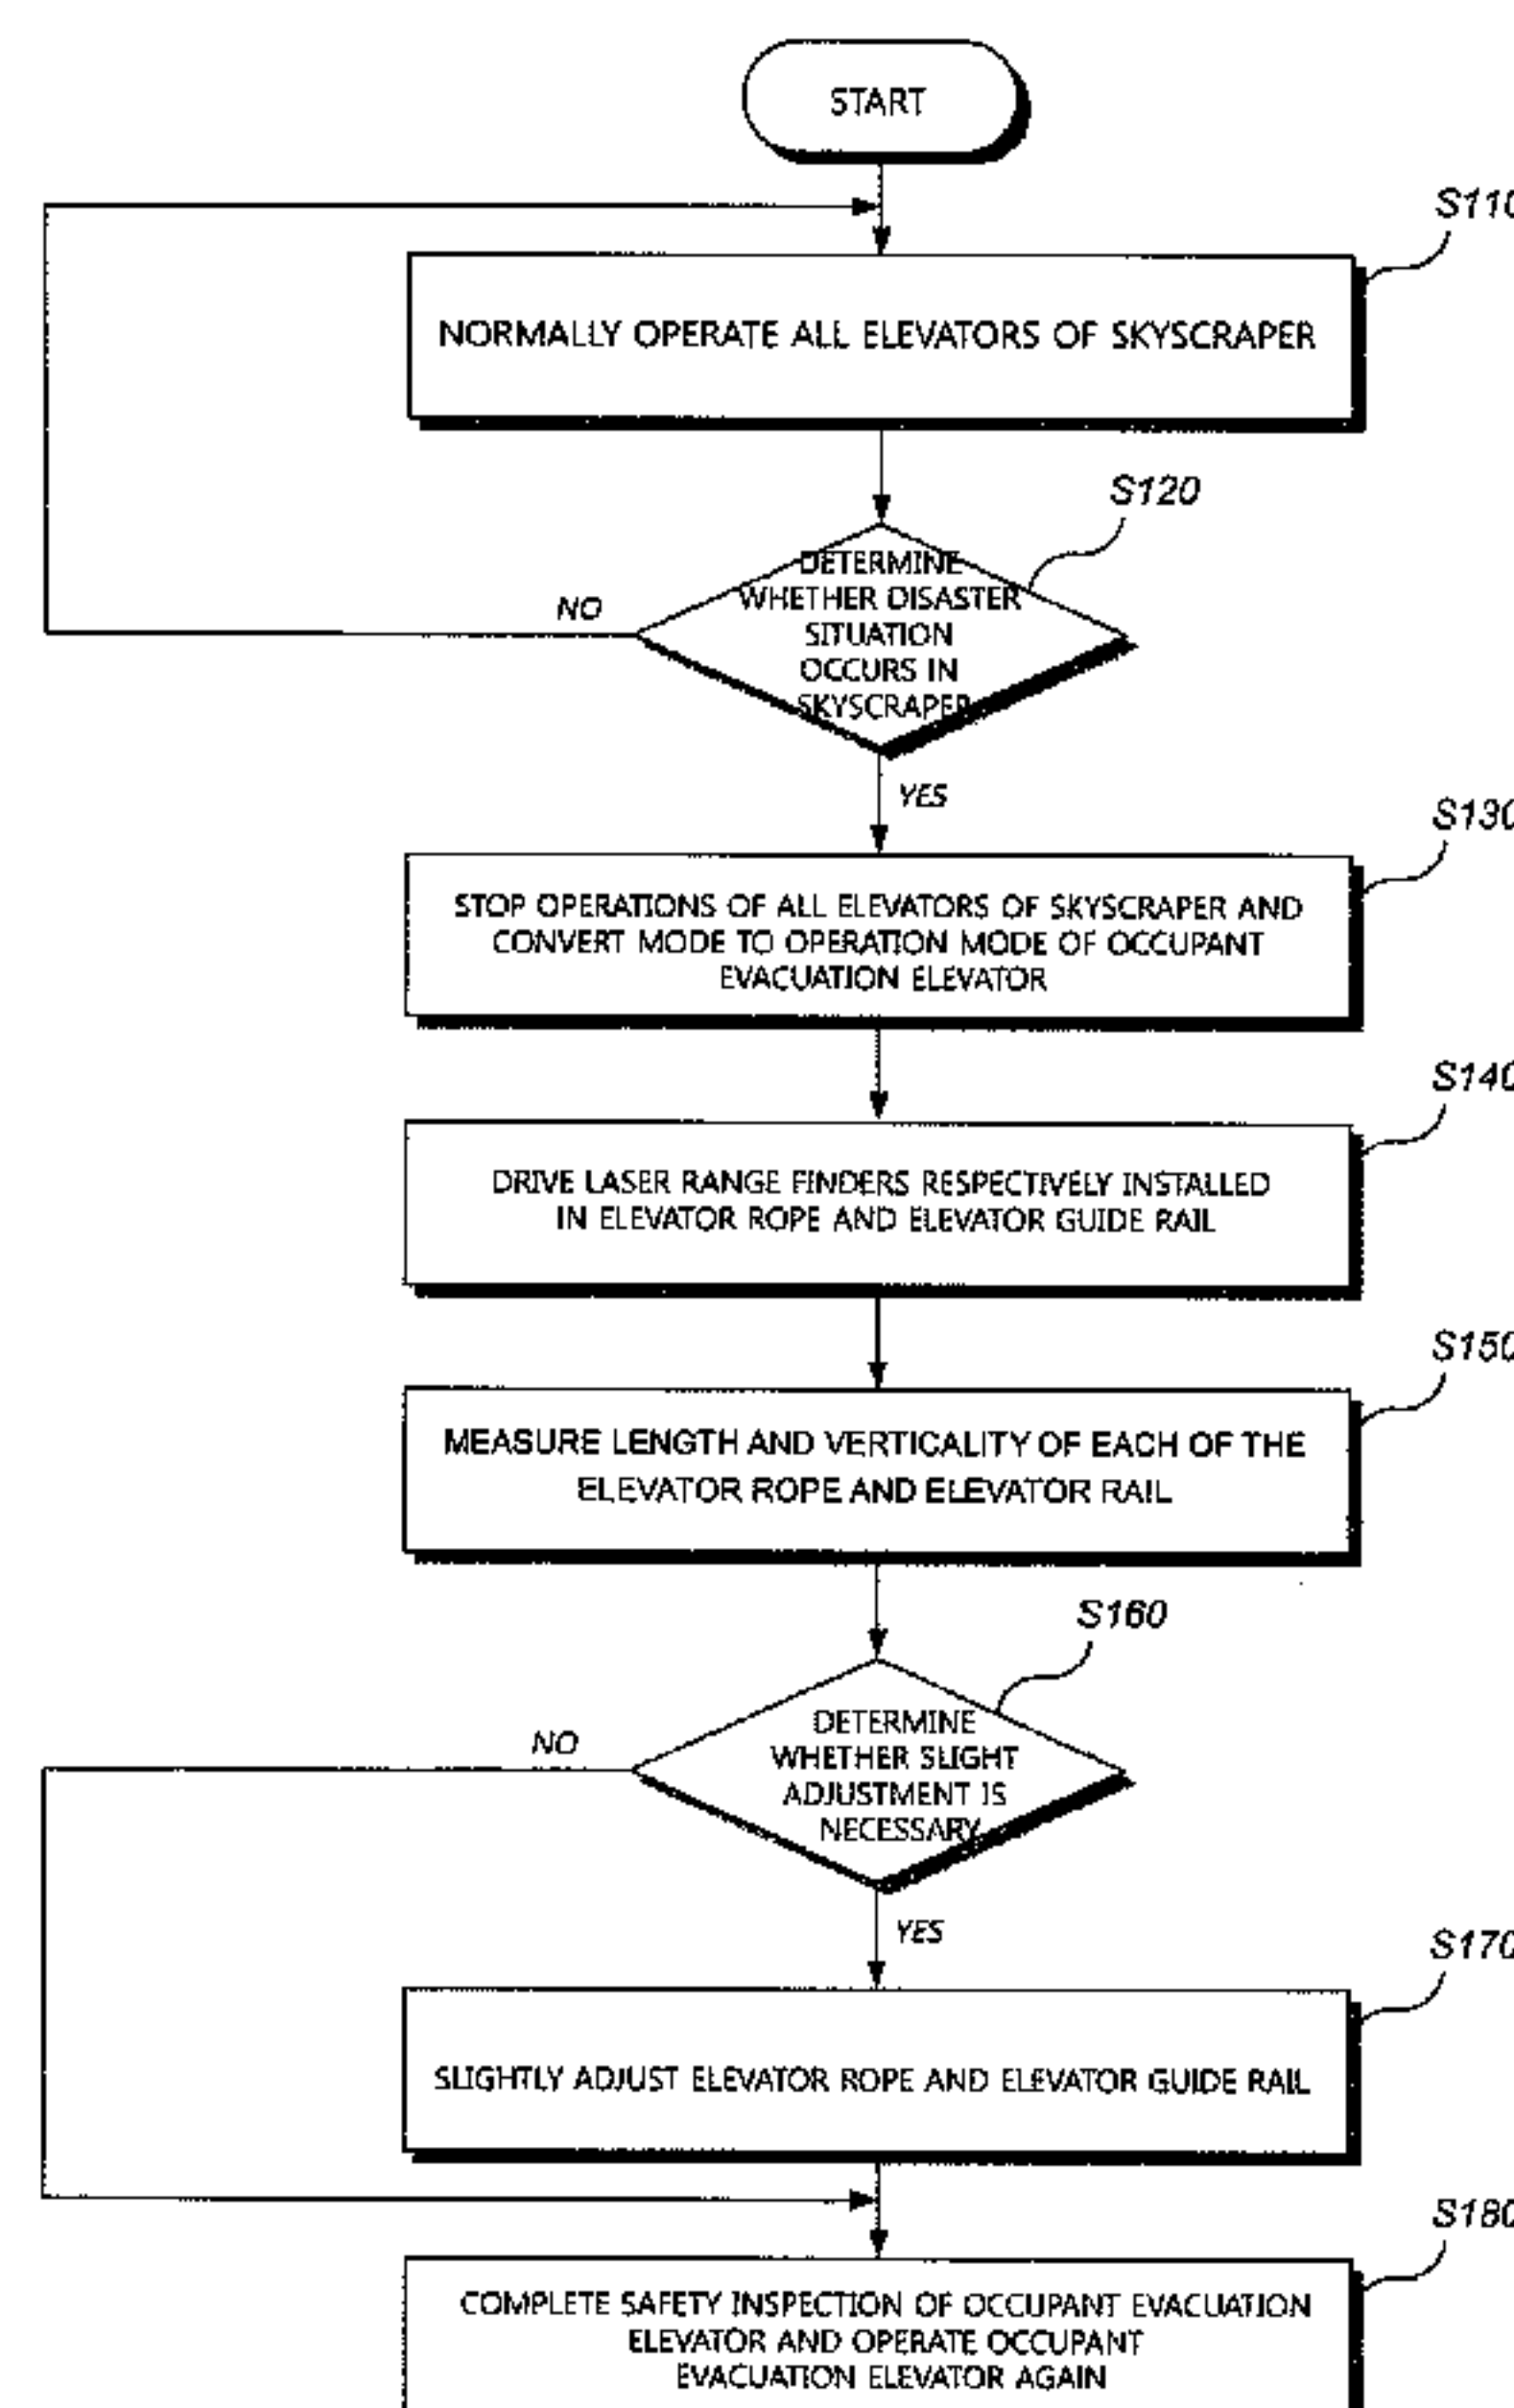 START
S110
NORMALLY OPERATE ALL ELEVATORS OF SKYSCRAPER
S120
DETERMINE
WHETHER DISASTER
SITUATION
OCCURS IN
SKYSCRAPER
NO
YES
S130
STOP OPERATIONS OF ALL ELEVATORS OF SKYSCRAPER AND
CONVERT MODE TO OPERATION MODE OF OCCUPANT
EVACUATION ELEVATOR
S140
DRIVE LASER RANGE FINDERS RESPECTIVELY INSTALLED
IN ELEVATOR ROPE AND ELEVATOR GUIDE RAIL
S150
MEASURE LENGTH AND VERTICALITY OF EACH OF THE
ELEVATOR ROPE AND ELEVATOR RAIL
S160
DETERMINE
WHETHER SLIGHT
ADJUSTMENT IS
NECESSARY
NO
YES
S170
SLIGHTLY ADJUST ELEVATOR ROPE AND ELEVATOR GUIDE RAIL
S180
COMPLETE SAFETY INSPECTION OF OCCUPANT EVACUATION
ELEVATOR AND OPERATE OCCUPANT
EVACUATION ELEVATOR AGAIN